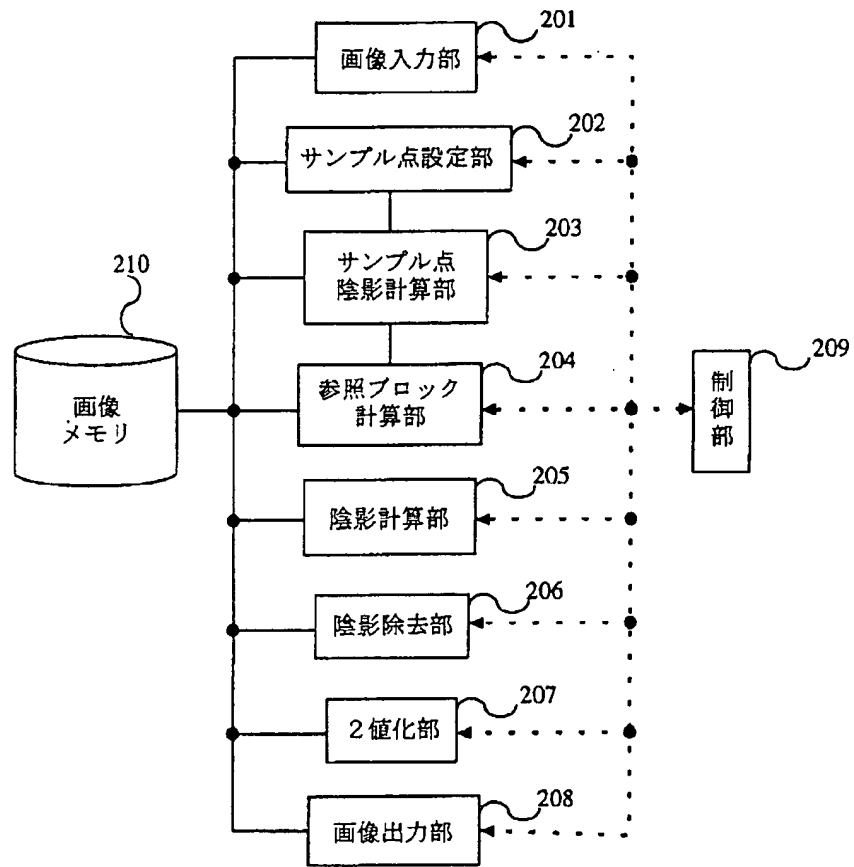 201
画像入力部
202
サンプル点設定部
203
サンプル点
陰影計算部
210
画像
メモリ
204
参照ブロック
計算部
209
制
御
部
205
陰影計算部
206
陰影除去部
207
2値化部
208
画像出力部